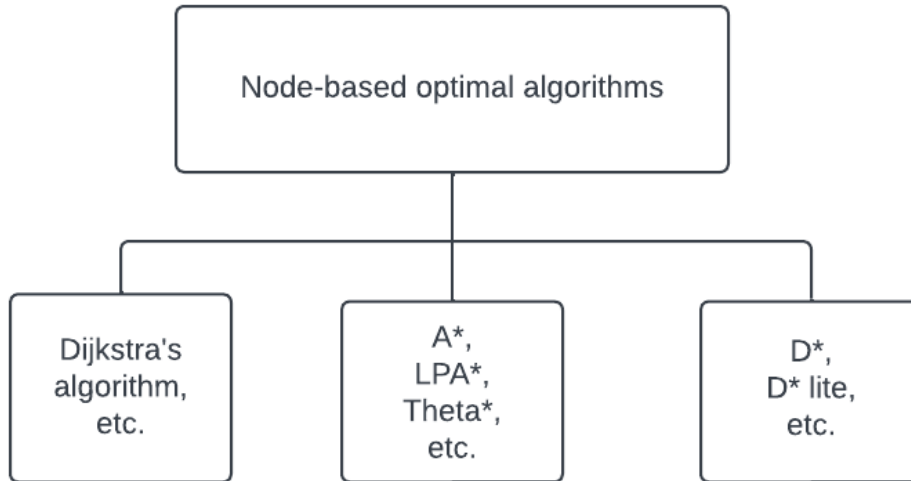 Node-based optimal algorithms
Dijkstra's
algorithm,
etc.
A*,
LPA*,
Theta*,
etc.
D*,
D* lite,
etc.